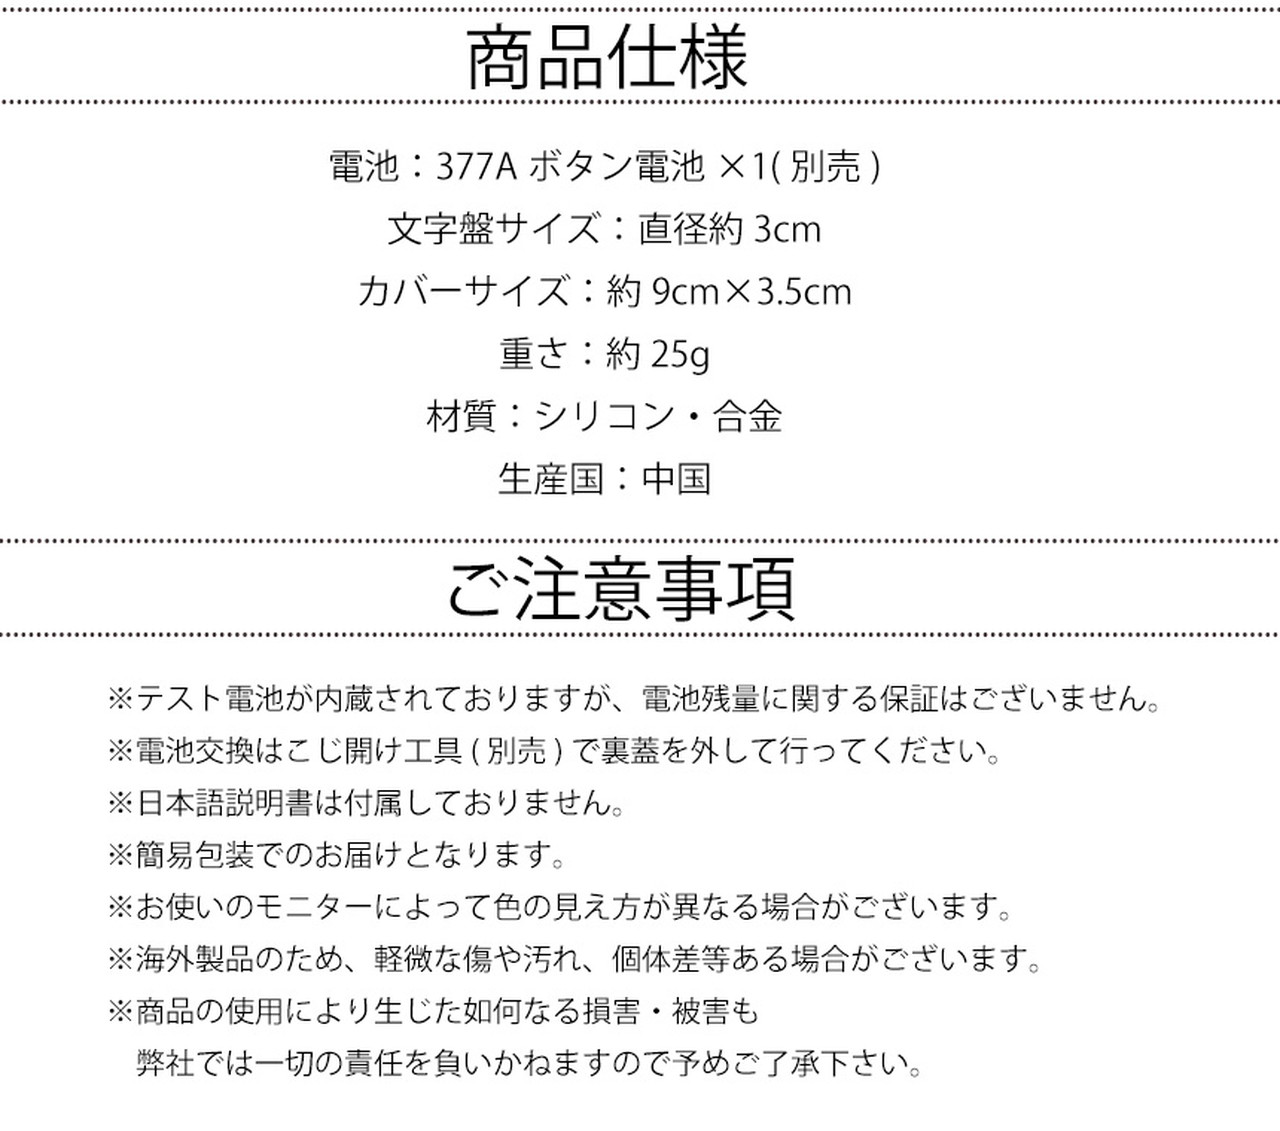 商品仕様
電池：377A ボタン電池 ×1( 別売 )
文字盤サイズ：直径約 3cm
カバーサイズ：約 9cm×3.5cm
重さ：約 25g
材質：シリコン・合金
生産国：中国
ご注意事項
※テスト電池が内蔵されておりますが、電池残量に関する保証はございません。
※電池交換はこじ開け工具 ( 別売 ) で裏蓋を外して行ってください。
※日本語説明書は付属しておりません。
※簡易包装でのお届けとなります。
※お使いのモニターによって色の見え方が異なる場合がございます。
※海外製品のため、軽微な傷や汚れ、個体差等ある場合がございます。
※商品の使用により生じた如何なる損害・被害も
弊社では一切の責任を負いかねますので予めご了承下さい。